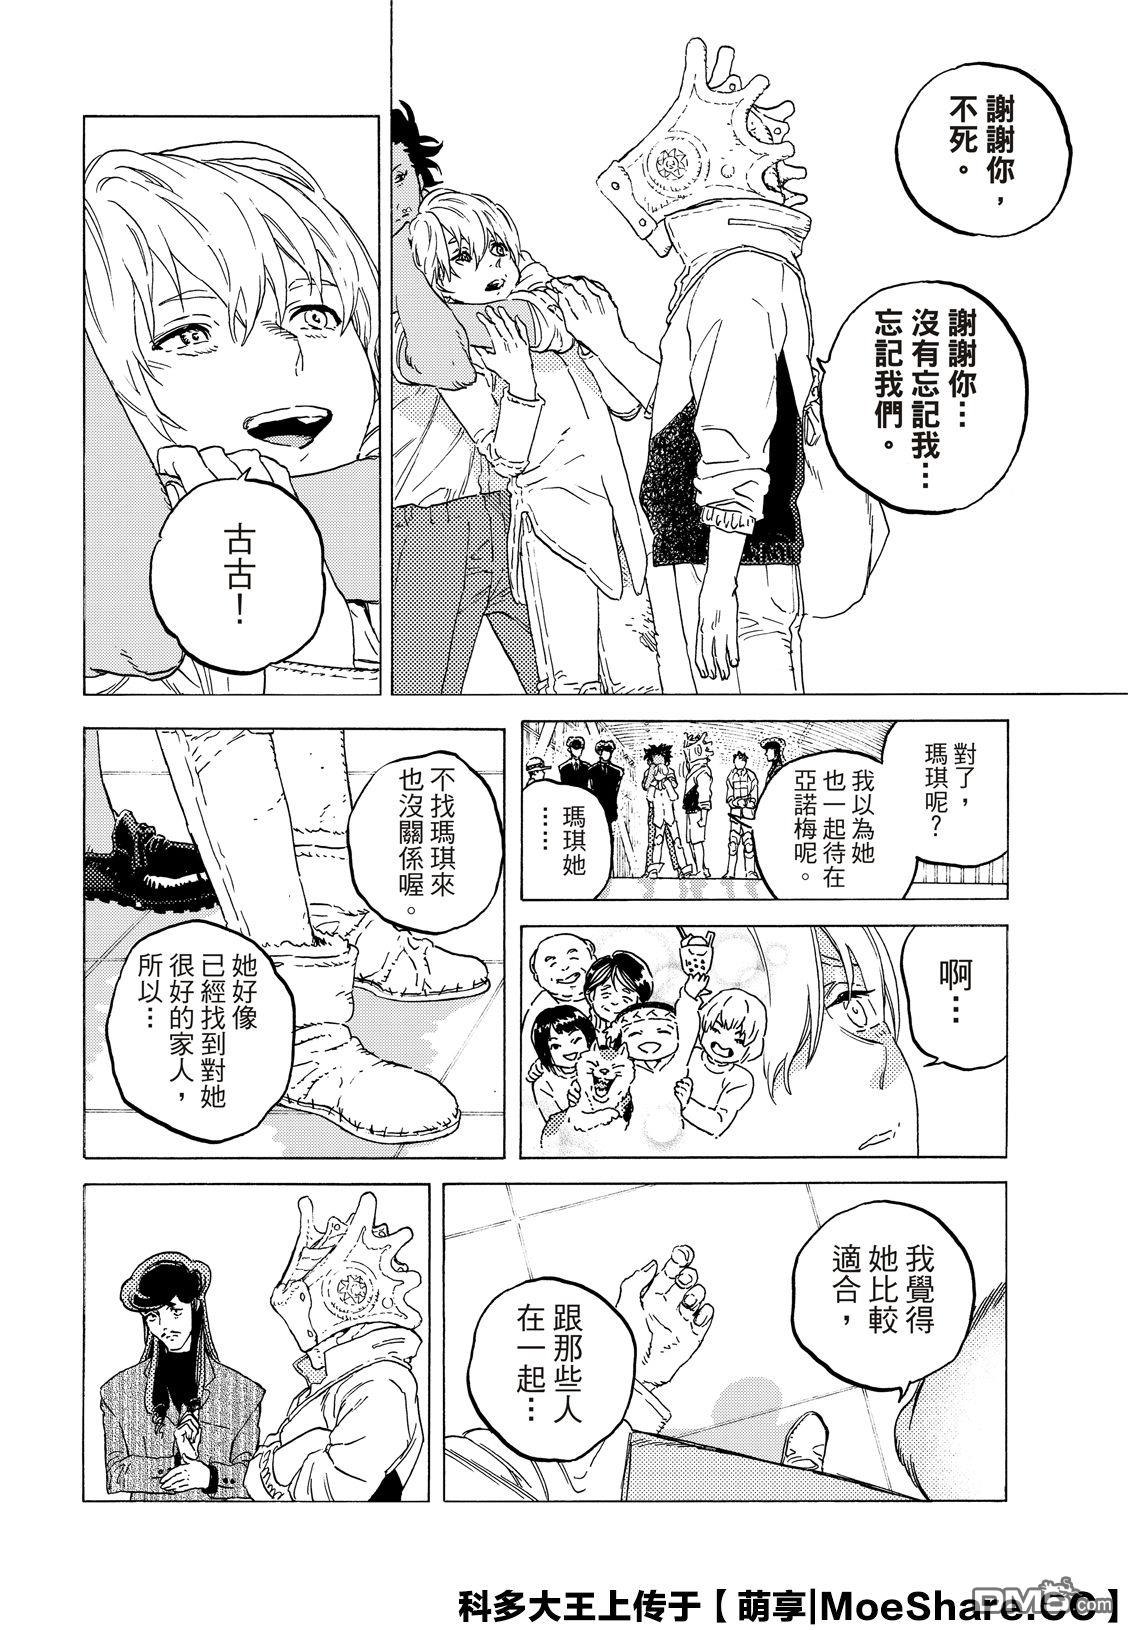 謝謝你，
不死。
謝謝你…
沒有忘記我…
忘記我們。
古古！
對了，
瑪琪呢？
我以為她
也一起待在
亞諾梅呢。
瑪琪她
……
啊…
不找瑪琪來
也沒關係喔。
她好像
已經找到對她
很好的家人，
所以…
我覺得
她比較
適合，
跟那些人
在一起…
科多大王上传于【萌享|MoeShare.CC】